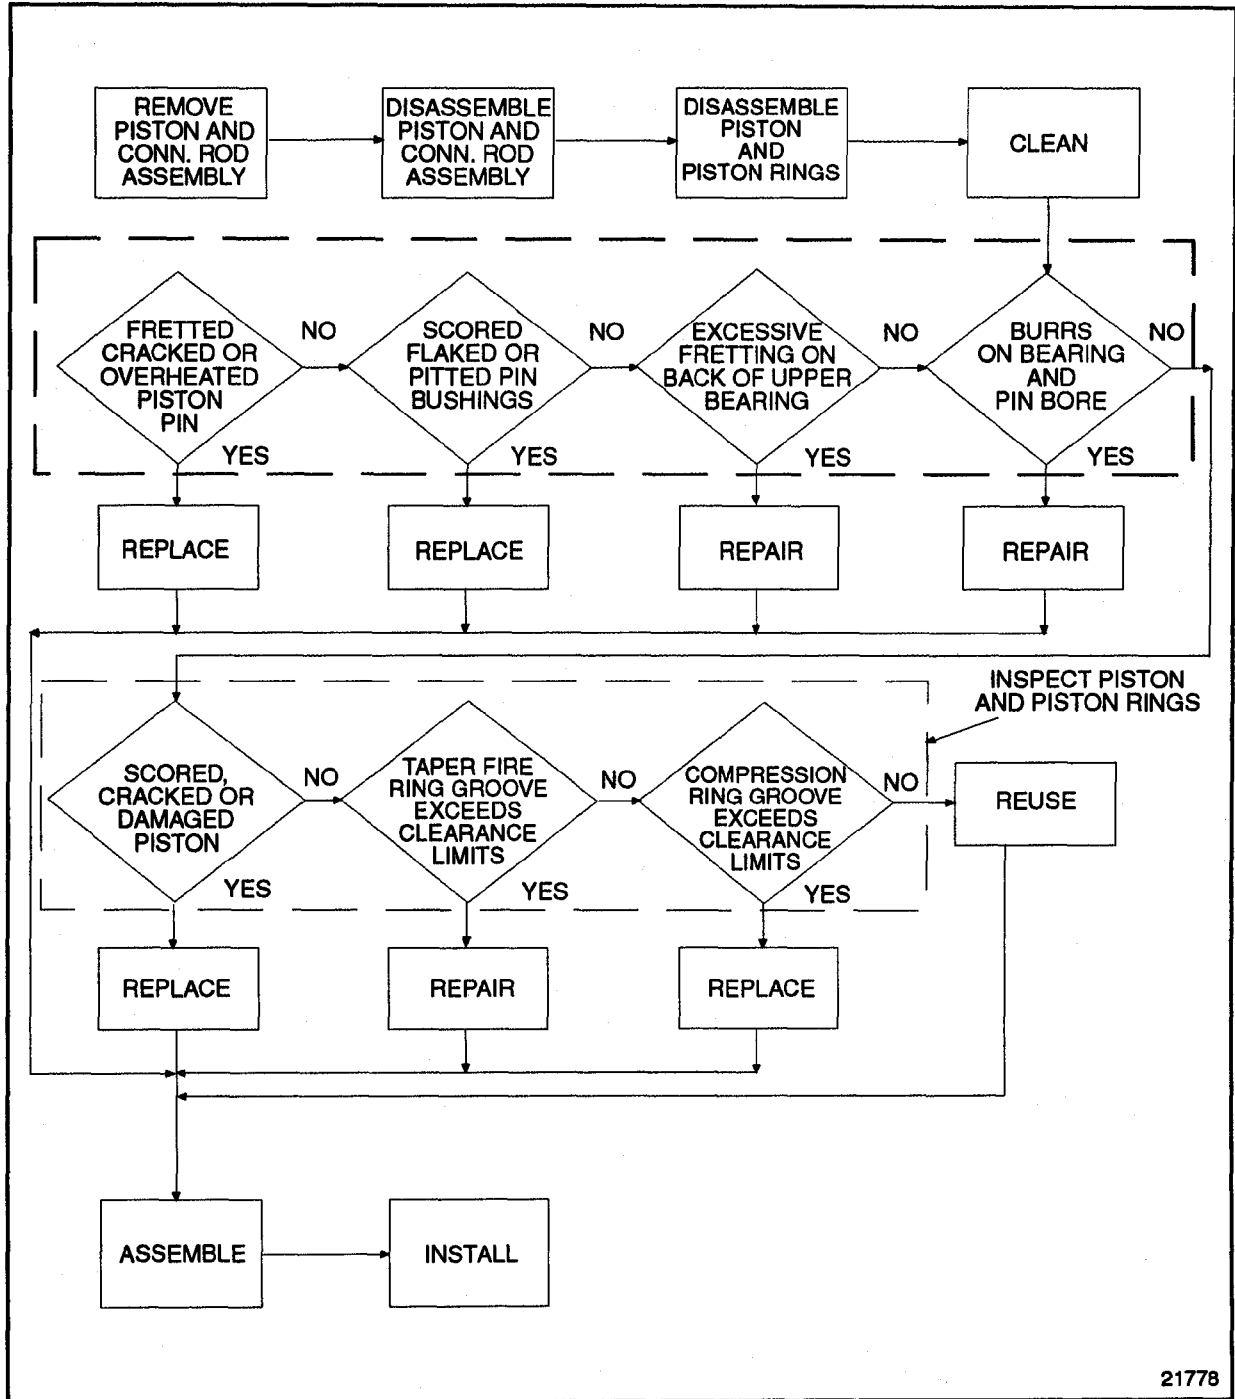 REMOVE
PISTON AND
CONN. ROD
ASSEMBLY
DISASSEMBLE
PISTON AND
CONN. ROD
ASSEMBLY
DISASSEMBLE
PISTON
AND
PISTON RINGS
CLEAN
FRETTED
CRACKED OR
OVERHEATED
PISTON
PIN
NO
YES
SCORED
FLAKED OR
PITTED PIN
BUSHINGS
NO
YES
EXCESSIVE
FRETTING ON
BACK OF UPPER
BEARING
NO
YES
BURRS
ON BEARING
AND
PIN BORE
NO
YES
REPLACE
REPLACE
REPAIR
REPAIR
INSPECT PISTON
AND PISTON RINGS
SCORED,
CRACKED OR
DAMAGED
PISTON
NO
YES
TAPER FIRE
RING GROOVE
EXCEEDS
CLEARANCE
LIMITS
NO
YES
COMPRESSION
RING GROOVE
EXCEEDS
CLEARANCE
LIMITS
NO
YES
REUSE
REPLACE
REPAIR
REPLACE
ASSEMBLE
INSTALL
21778